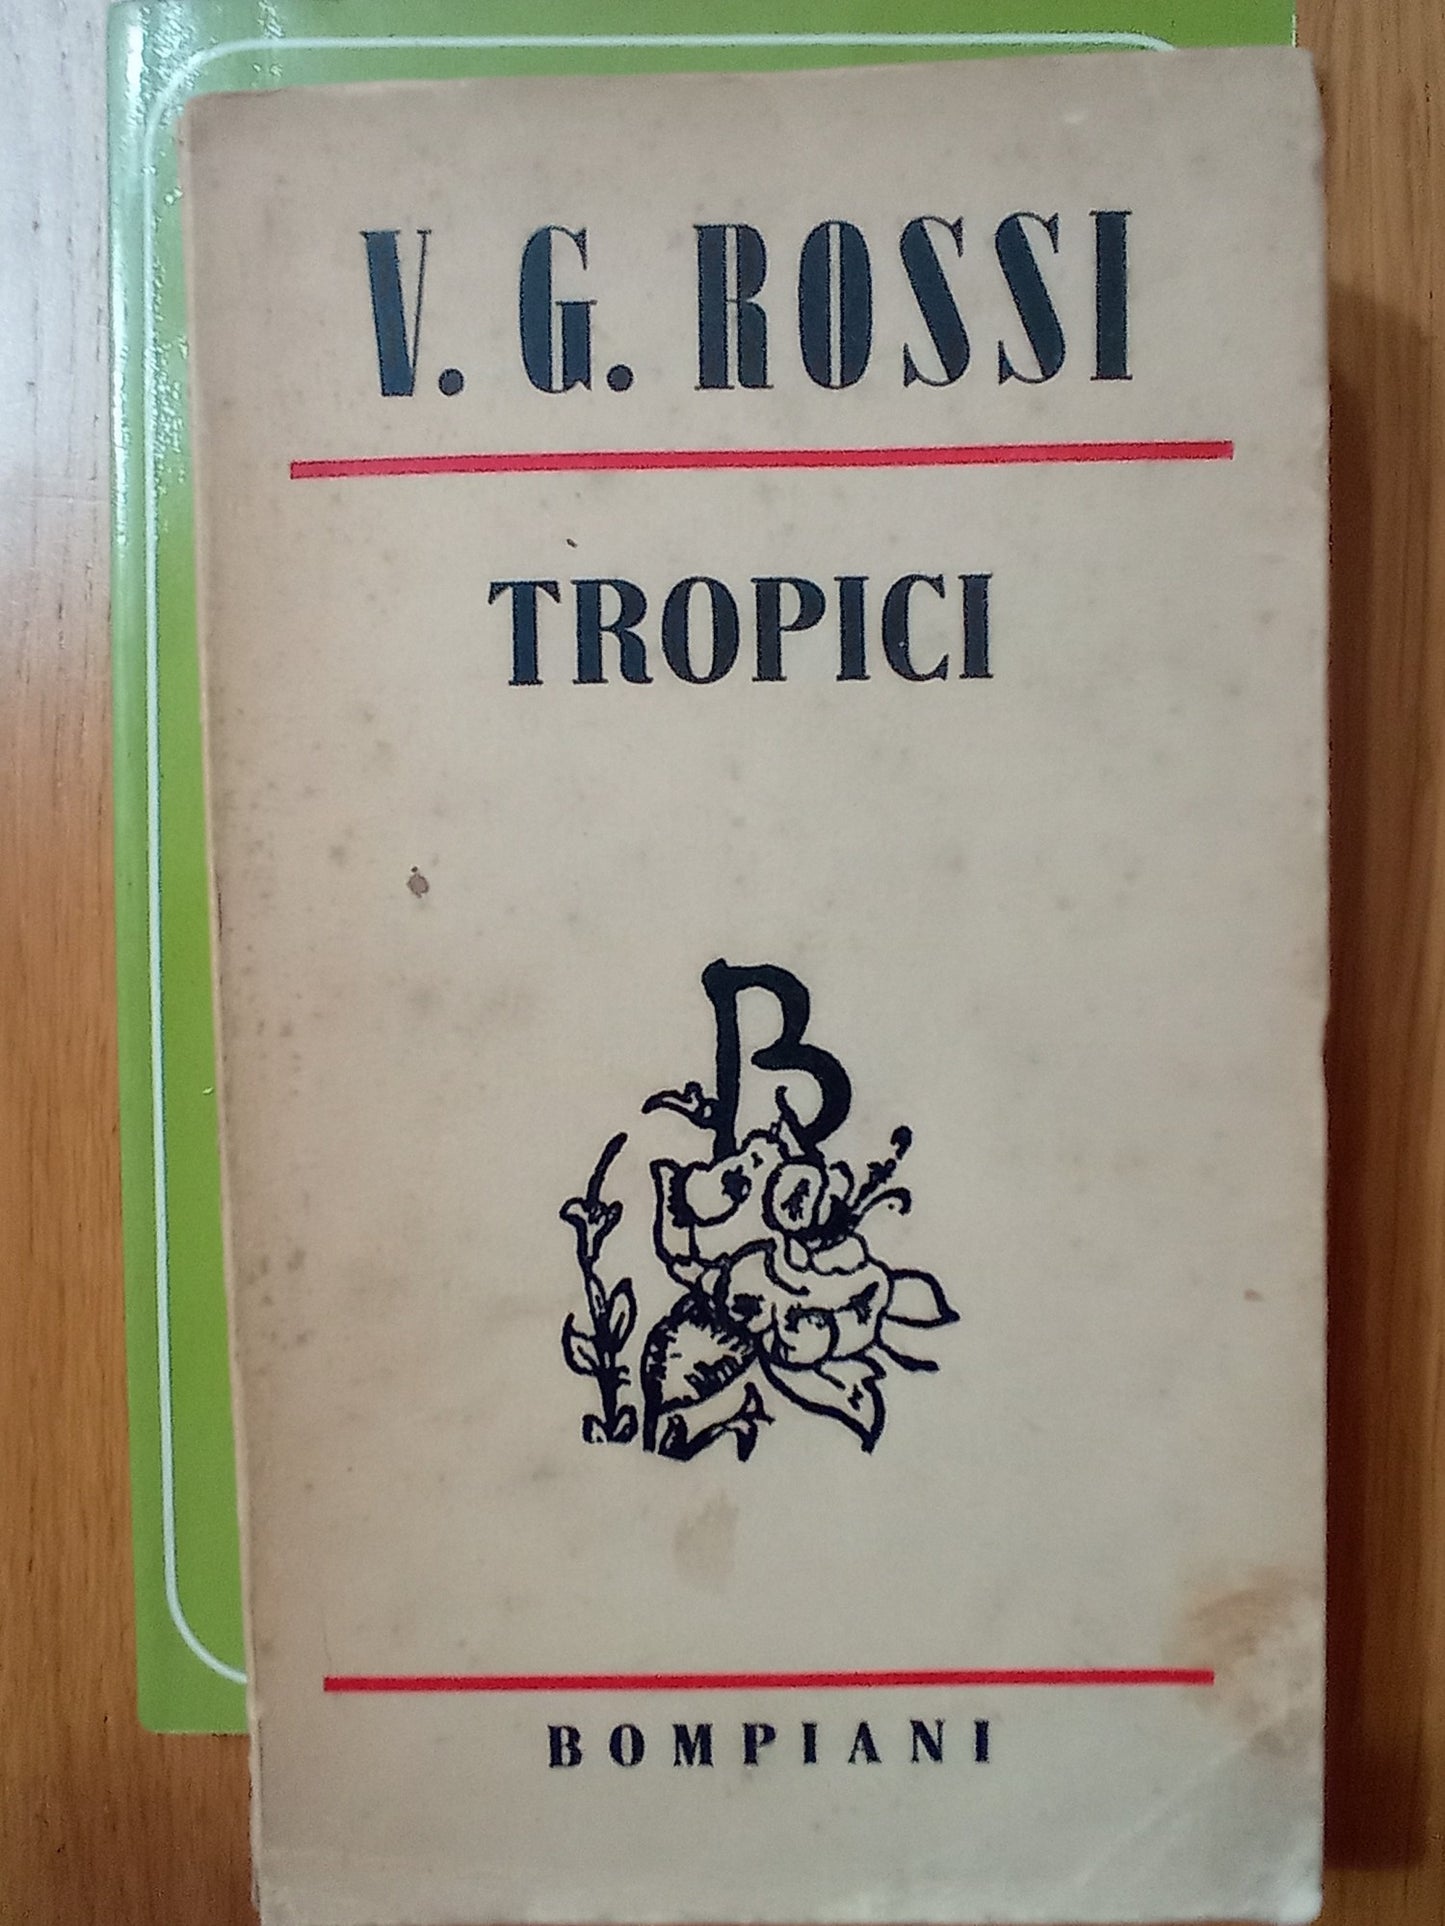 V. G. ROSSI
TROPICI
B
BOMPIANI